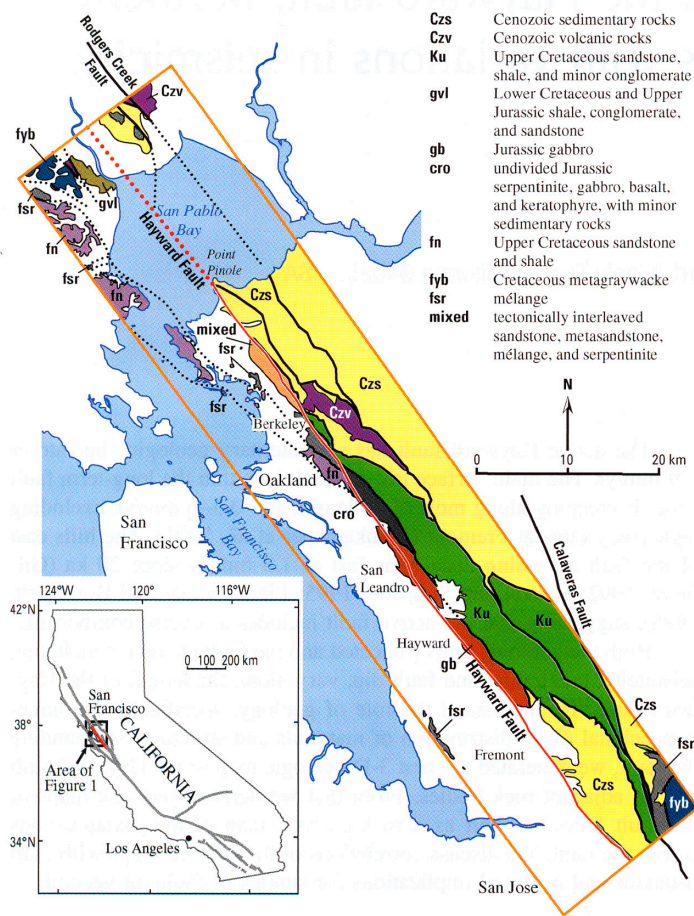 Czs Cenozoic sedimentary rocks
Czv Cenozoic volcanic rocks
Ku Upper Cretaceous sandstone,
shale, and minor conglomerate
gvl Lower Cretaceous and Upper
Jurassic shale, conglomerate,
and sandstone
gb Jurassic gabbro
cro undivided Jurassic
serpentinite, gabbro, basalt,
and keratophyre, with minor
sedimentary rocks
fn Upper Cretaceous sandstone
and shale
fyb Cretaceous metagraywacke
fsr mélange
mixed tectonically interleaved
sandstone, metasandstone,
mélange, and serpentinite
Rodgers Creek
Fault
Czv
fyb
gvl
fsr
fn
fsr
fn
San Pablo
Bay
Hayward Fault
Point
Pinole
Czs
mixed
fsr
fsr
Czs
Czv
Berkeley
Oakland
fn
cro
San
Francisco
San Francisco
Bay
San
Leandro
Ku
Ku
Hayward
gb
Hayward Fault
Calaveras Fault
fsr
Fremont
Czs
Czs
fsr
fyb
San Jose
N
0 10 20 km
124°W 120° 116°W
42°N
38°
34°N
0 100 200 km
San
Francisco
CALIFORNIA
Area of
Figure 1
Los Angeles